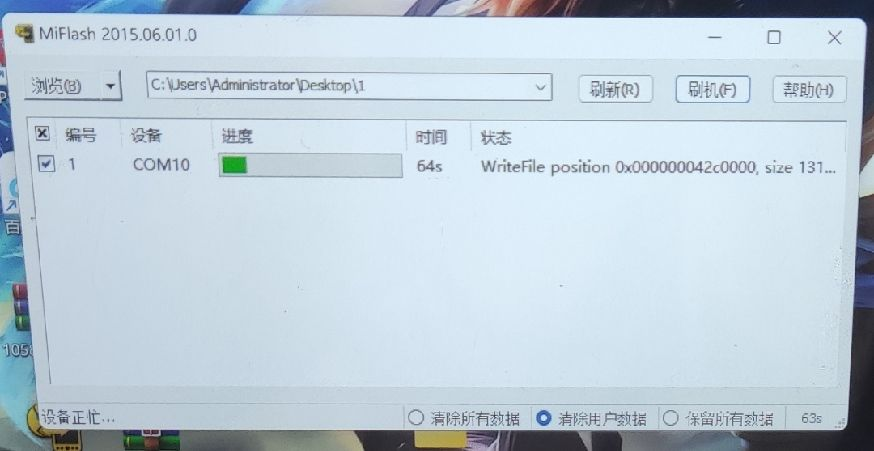 MiFlash 2015.06.01.0
浏览(B) C:\Users\Administrator\Desktop\1 刷新(R) 刷机(F) 帮助(H)
编号 设备 进度 时间 状态
1 COM10 64s WriteFile position 0x000000042c0000, size 131...
百
105
设备正忙... 清除所有数据 清除用户数据 保留所有数据 63s